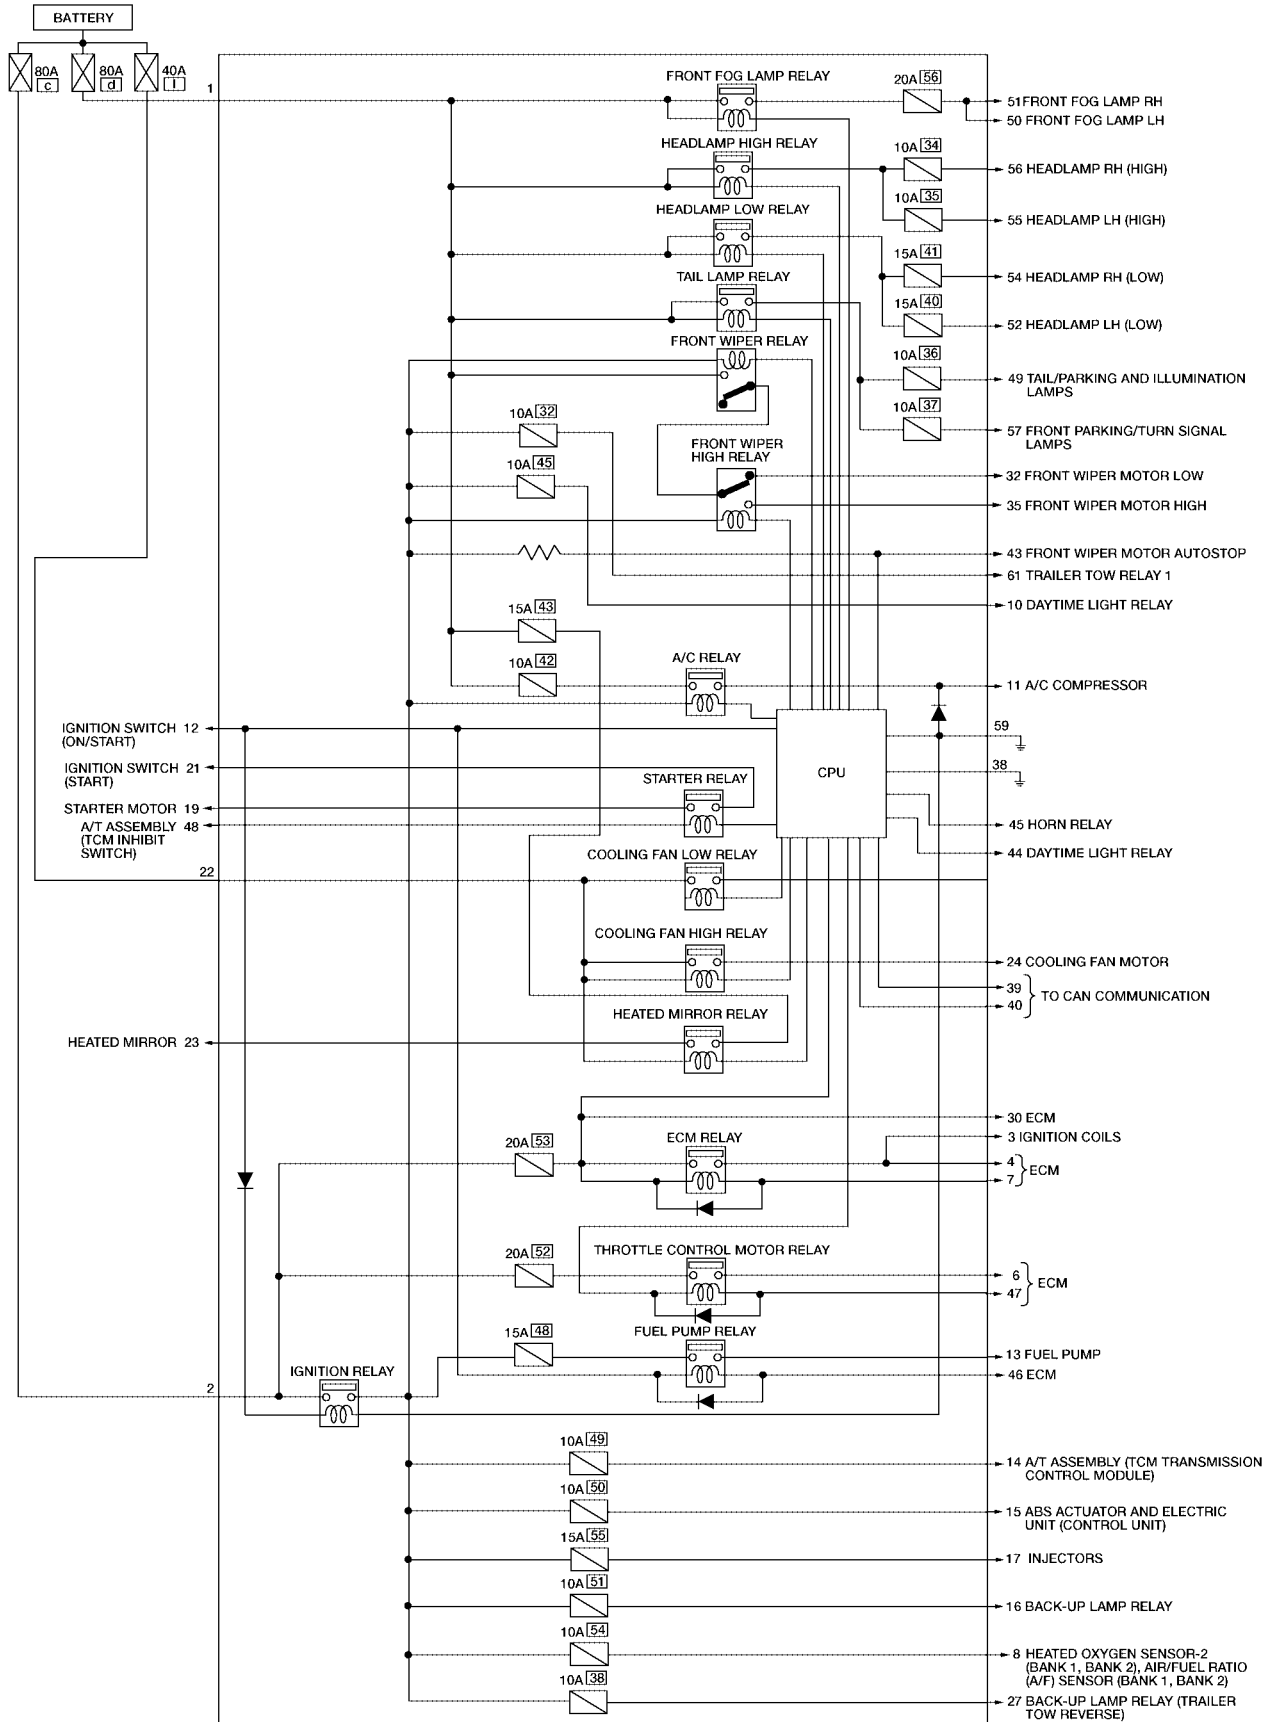 BATTERY
80A c
80A d
40A l
1
FRONT FOG LAMP RELAY
20A 56
51 FRONT FOG LAMP RH
50 FRONT FOG LAMP LH
HEADLAMP HIGH RELAY
10A 34
56 HEADLAMP RH (HIGH)
HEADLAMP LOW RELAY
10A 35
55 HEADLAMP LH (HIGH)
TAIL LAMP RELAY
15A 41
54 HEADLAMP RH (LOW)
15A 40
52 HEADLAMP LH (LOW)
FRONT WIPER RELAY
10A 36
49 TAIL/PARKING AND ILLUMINATION
LAMPS
10A 32
10A 37
57 FRONT PARKING/TURN SIGNAL
LAMPS
FRONT WIPER
HIGH RELAY
10A 45
32 FRONT WIPER MOTOR LOW
35 FRONT WIPER MOTOR HIGH
43 FRONT WIPER MOTOR AUTOSTOP
61 TRAILER TOW RELAY 1
10 DAYTIME LIGHT RELAY
15A 43
10A 42
A/C RELAY
11 A/C COMPRESSOR
IGNITION SWITCH 12
(ON/START)
59
IGNITION SWITCH 21
(START)
CPU
38
STARTER RELAY
STARTER MOTOR 19
A/T ASSEMBLY 48
(TCM INHIBIT
SWITCH)
45 HORN RELAY
44 DAYTIME LIGHT RELAY
COOLING FAN LOW RELAY
22
COOLING FAN HIGH RELAY
24 COOLING FAN MOTOR
39
40
TO CAN COMMUNICATION
HEATED MIRROR RELAY
HEATED MIRROR 23
30 ECM
3 IGNITION COILS
20A 53
ECM RELAY
4
7
ECM
THROTTLE CONTROL MOTOR RELAY
20A 52
6
47
ECM
FUEL PUMP RELAY
15A 48
13 FUEL PUMP
46 ECM
IGNITION RELAY
2
10A 49
14 A/T ASSEMBLY (TCM TRANSMISSION
CONTROL MODULE)
10A 50
15 ABS ACTUATOR AND ELECTRIC
UNIT (CONTROL UNIT)
15A 55
17 INJECTORS
10A 51
16 BACK-UP LAMP RELAY
10A 54
8 HEATED OXYGEN SENSOR-2
(BANK 1, BANK 2), AIR/FUEL RATIO
(A/F) SENSOR (BANK 1, BANK 2)
10A 38
27 BACK-UP LAMP RELAY (TRAILER
TOW REVERSE)